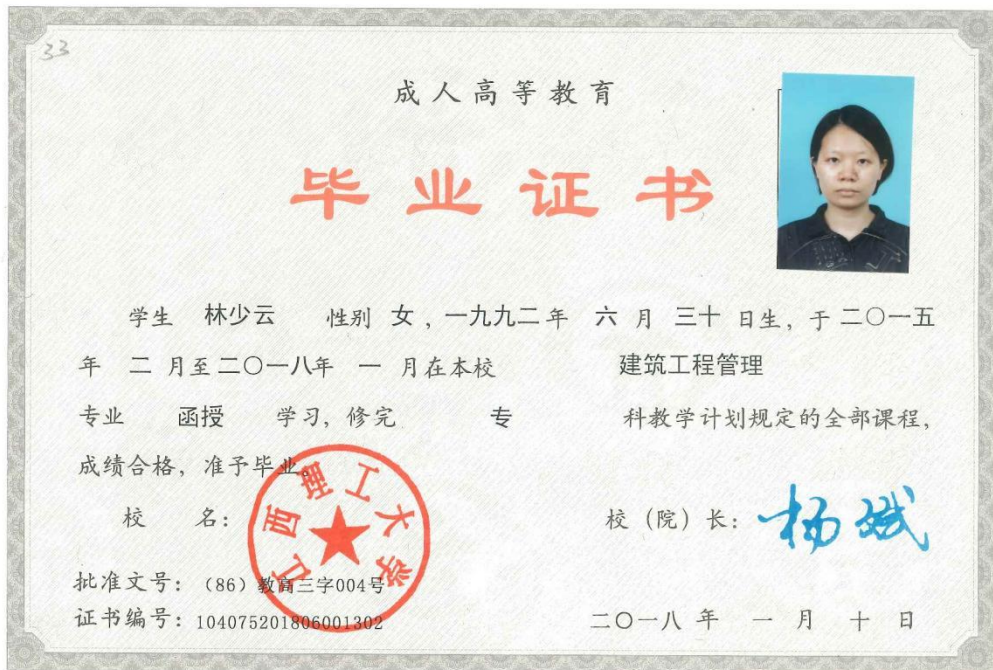 33
成人高等教育
毕业证书
学生 林少云 性别 女，一九九二年 六 月 三十 日生，于二〇一五
年 二 月至二〇一八年 一 月在本校 建筑工程管理
专业 函授 学习，修完 专 科教学计划规定的全部课程，
成绩合格，准予毕业。
校 名： 江西理工大学
校（院）长： 杨斌
批准文号：（86）教高三字004号
证书编号：104075201806001302
二〇一八年 一 月 十 日